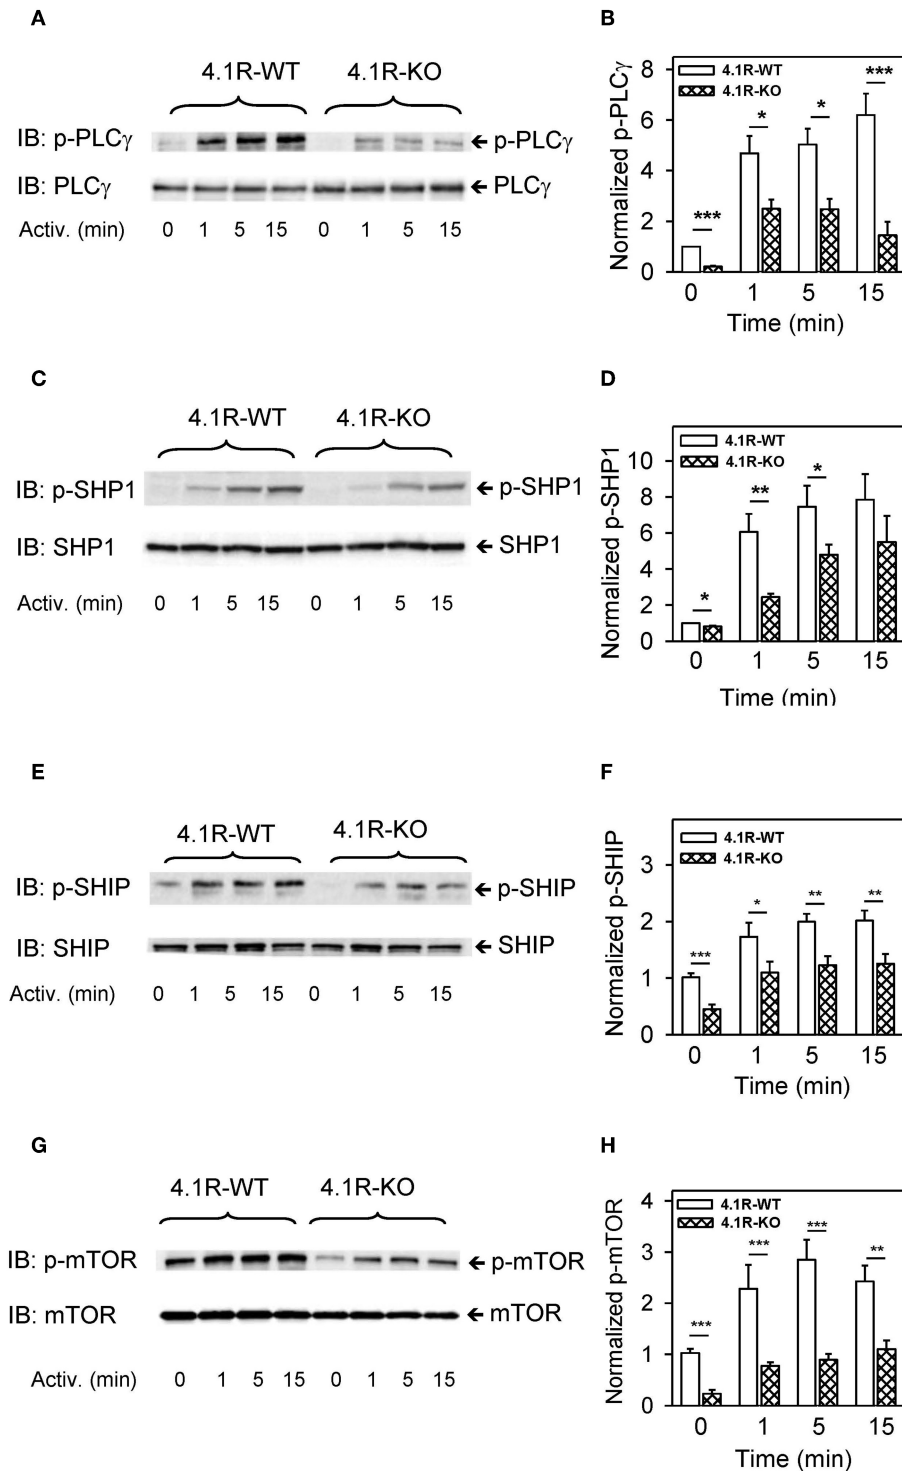 A
4.1R-WT 4.1R-KO
IB: p-PLCγ
p-PLCγ
IB: PLCγ
PLCγ
Activ. (min) 0 1 5 15 0 1 5 15
B
Normalized p-PLCγ
8
6
4
2
0
4.1R-WT
4.1R-KO
***
*
*
***
0 1 5 15
Time (min)
C
4.1R-WT 4.1R-KO
IB: p-SHP1
p-SHP1
IB: SHP1
SHP1
Activ. (min) 0 1 5 15 0 1 5 15
D
Normalized p-SHP1
10
8
6
4
2
0
4.1R-WT
4.1R-KO
*
**
*
0 1 5 15
Time (min)
E
4.1R-WT 4.1R-KO
IB: p-SHIP
p-SHIP
IB: SHIP
SHIP
Activ. (min) 0 1 5 15 0 1 5 15
F
Normalized p-SHIP
3
2
1
0
4.1R-WT
4.1R-KO
***
*
**
**
0 1 5 15
Time (min)
G
4.1R-WT 4.1R-KO
IB: p-mTOR
p-mTOR
IB: mTOR
mTOR
Activ. (min) 0 1 5 15 0 1 5 15
H
Normalized p-mTOR
4
3
2
1
0
4.1R-WT
4.1R-KO
***
***
***
**
0 1 5 15
Time (min)